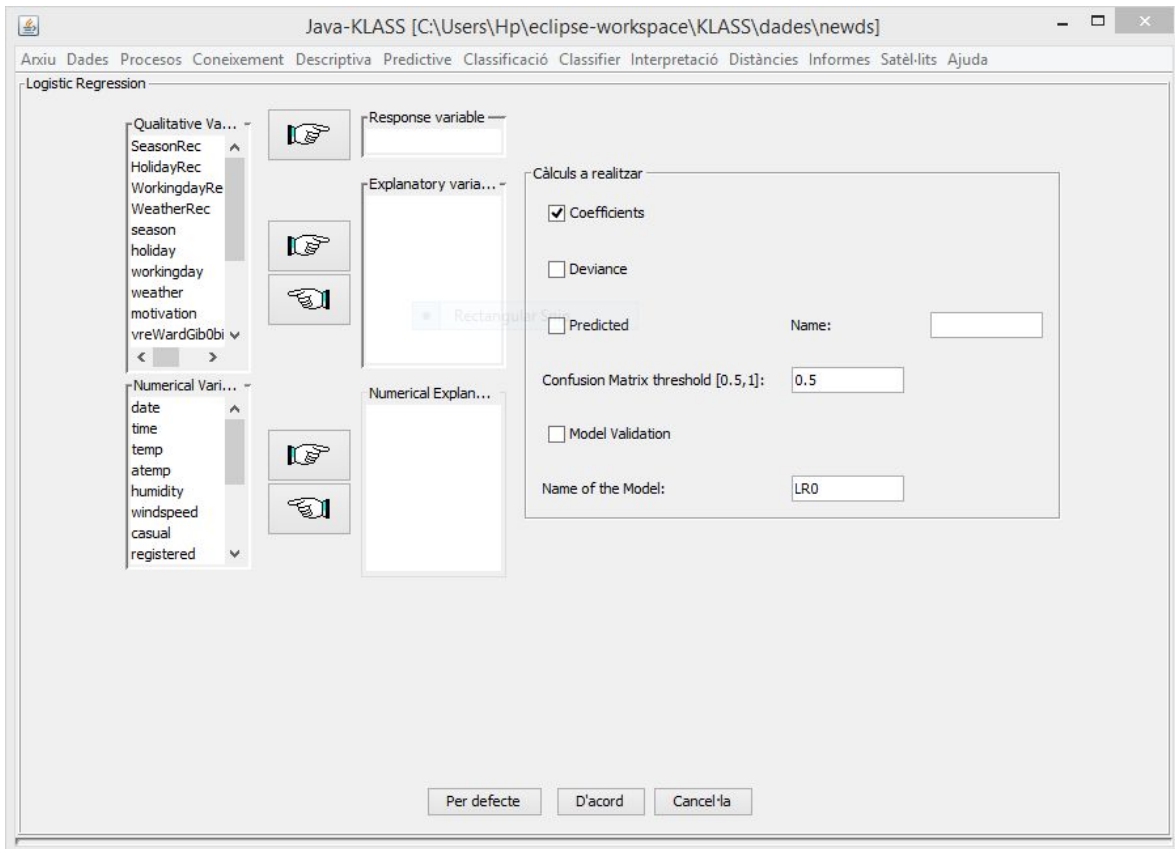 Java-KLASS [C:\Users\Hp\eclipse-workspace\KLASS\dades\newds]
Arxiu Dades Procesos Coneixement Descriptiva Predictive Classificació Classifier Interpretació Distàncies Informes Satèl·lits Ajuda
Logistic Regression
Qualitative Va...
SeasonRec
HolidayRec
WorkingdayRe
WeatherRec
season
holiday
workingday
weather
motivation
vreWardGib0bi
Numerical Vari...
date
time
temp
atemp
humidity
windspeed
casual
registered
Response variable
Explanatory varia...
Numerical Explan...
Càlculs a realitzar
Coefficients
Deviance
Rectangular Snip
Predicted
Name:
Confusion Matrix threshold [0.5,1]:
0.5
Model Validation
Name of the Model:
LR0
Per defecte
D'acord
Cancel·la